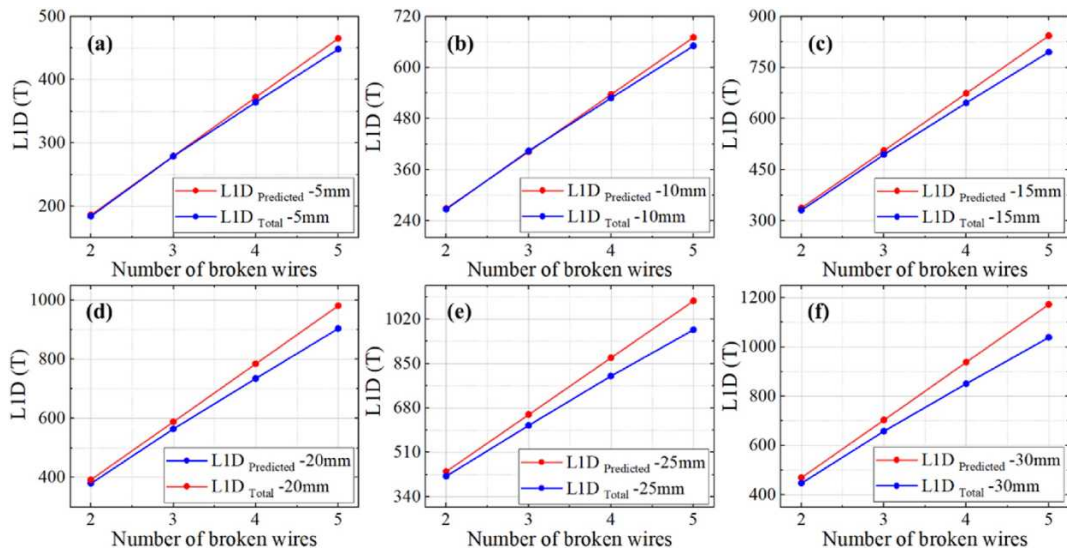 (a)
500
400
300
200
L1D (T)
2 3 4 5
Number of broken wires
L1D Predicted -5mm
L1D Total -5mm
(b)
720
600
480
360
240
L1D (T)
2 3 4 5
Number of broken wires
L1D Predicted -10mm
L1D Total -10mm
(c)
900
750
600
450
300
L1D (T)
2 3 4 5
Number of broken wires
L1D Predicted -15mm
L1D Total -15mm
(d)
1000
800
600
400
L1D (T)
2 3 4 5
Number of broken wires
L1D Predicted -20mm
L1D Total -20mm
(e)
1020
850
680
510
340
L1D (T)
2 3 4 5
Number of broken wires
L1D Predicted -25mm
L1D Total -25mm
(f)
1200
1000
800
600
400
L1D (T)
2 3 4 5
Number of broken wires
L1D Predicted -30mm
L1D Total -30mm